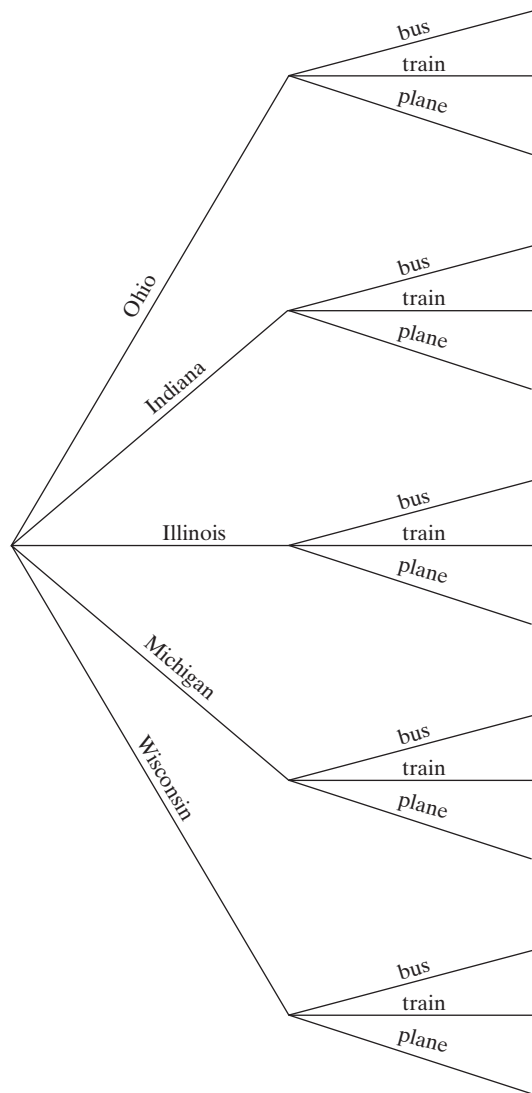 bus
train
plane
Ohio
bus
train
plane
Indiana
bus
train
plane
Illinois
Michigan
bus
train
plane
Wisconsin
bus
train
plane